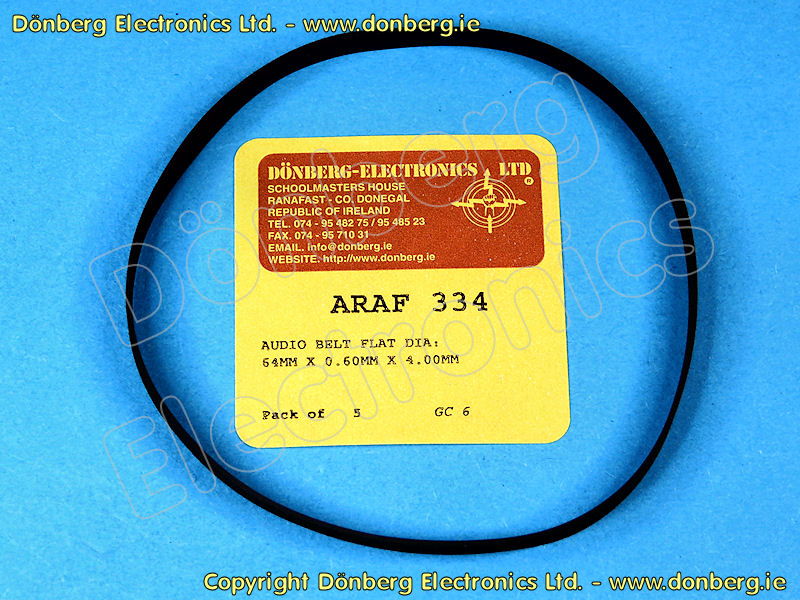 Dönberg Electronics Ltd. - www.donberg.ie
DÖNBERG-ELECTRONICS LTD ®
SCHOOLMASTERS HOUSE
RANAFAST - CO. DONEGAL
REPUBLIC OF IRELAND
TEL. 074 - 95 482 75 / 95 485 23
FAX. 074 - 95 710 31
EMAIL. info@donberg.ie
WEBSITE. http://www.donberg.ie
ARAF 334
AUDIO BELT FLAT DIA:
64MM X 0.60MM X 4.00MM
Pack of 5 GC 6
Dönberg
Electronics
Copyright Dönberg Electronics Ltd. - www.donberg.ie